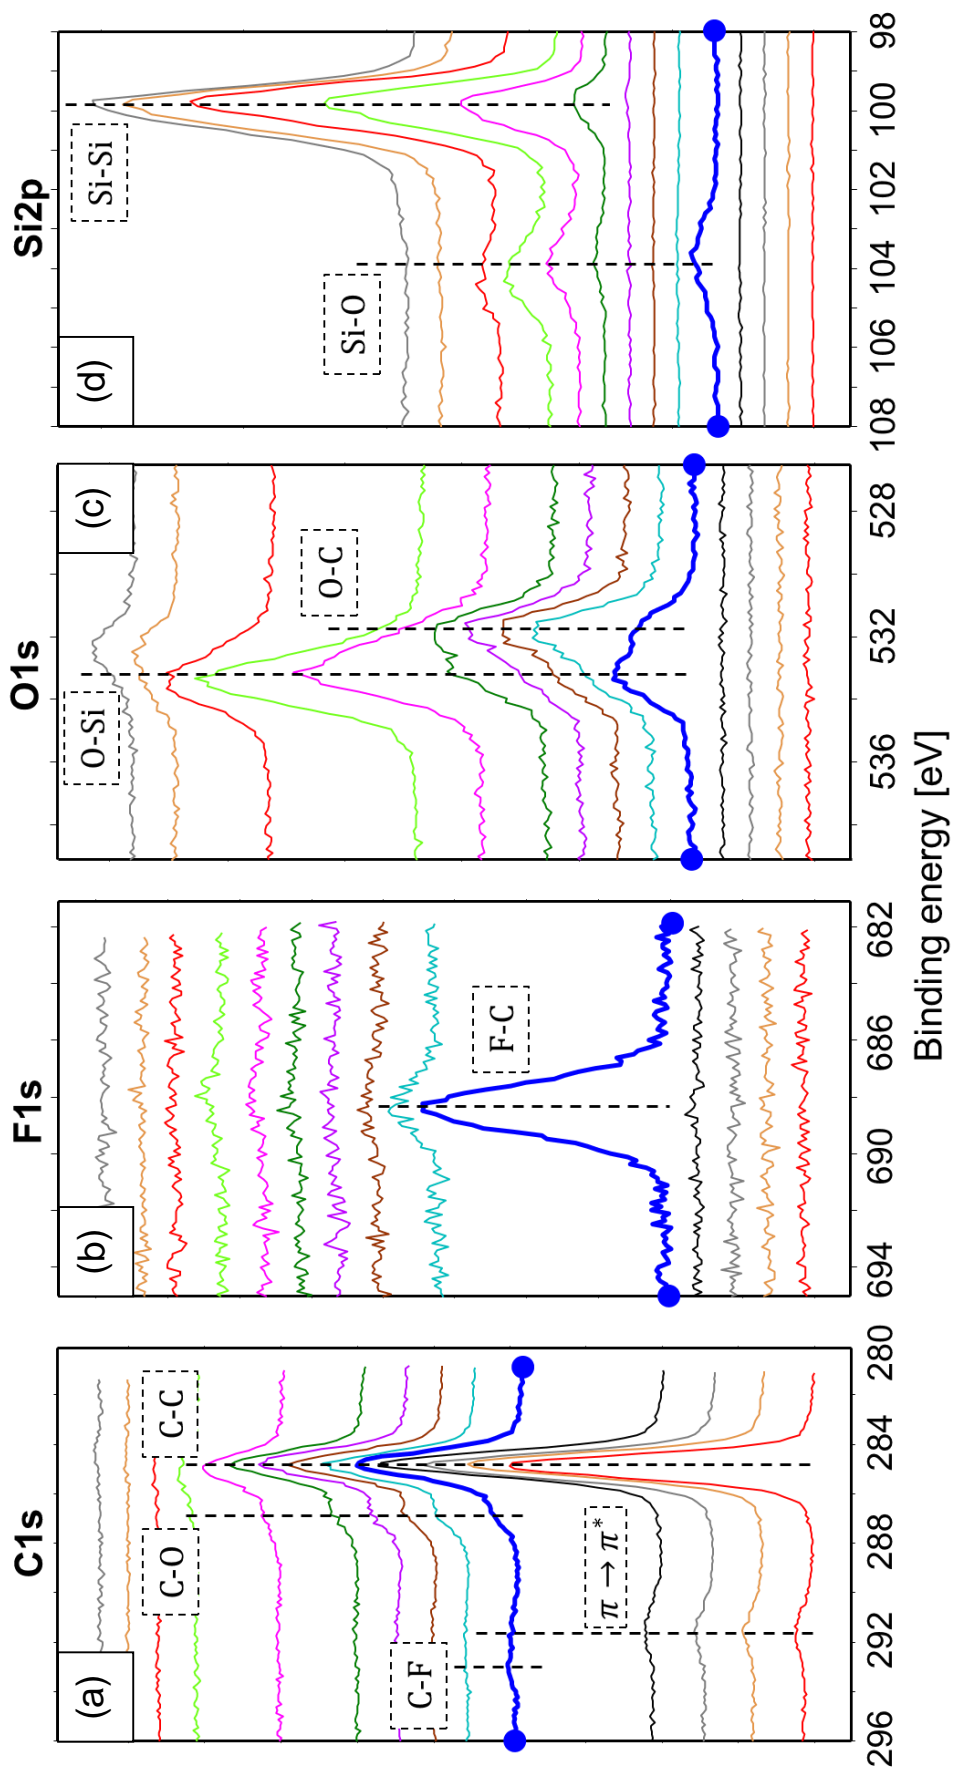 C1s
(a)
C-C
C-O
C-F
π → π*
296
292
288
284
280
F1s
(b)
F-C
694
690
686
682
O1s
(c)
O-Si
O-C
536
532
528
Si2p
(d)
Si-Si
Si-O
108
106
104
102
100
98
Binding energy [eV]